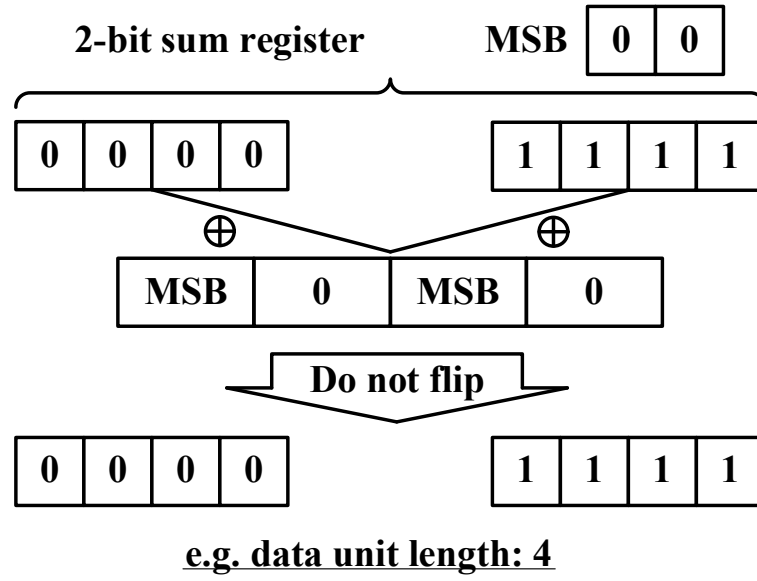 2-bit sum register MSB 0 0
0 0 0 0 1 1 1 1
⊕ ⊕
MSB 0 MSB 0
Do not flip
0 0 0 0 1 1 1 1
e.g. data unit length: 4